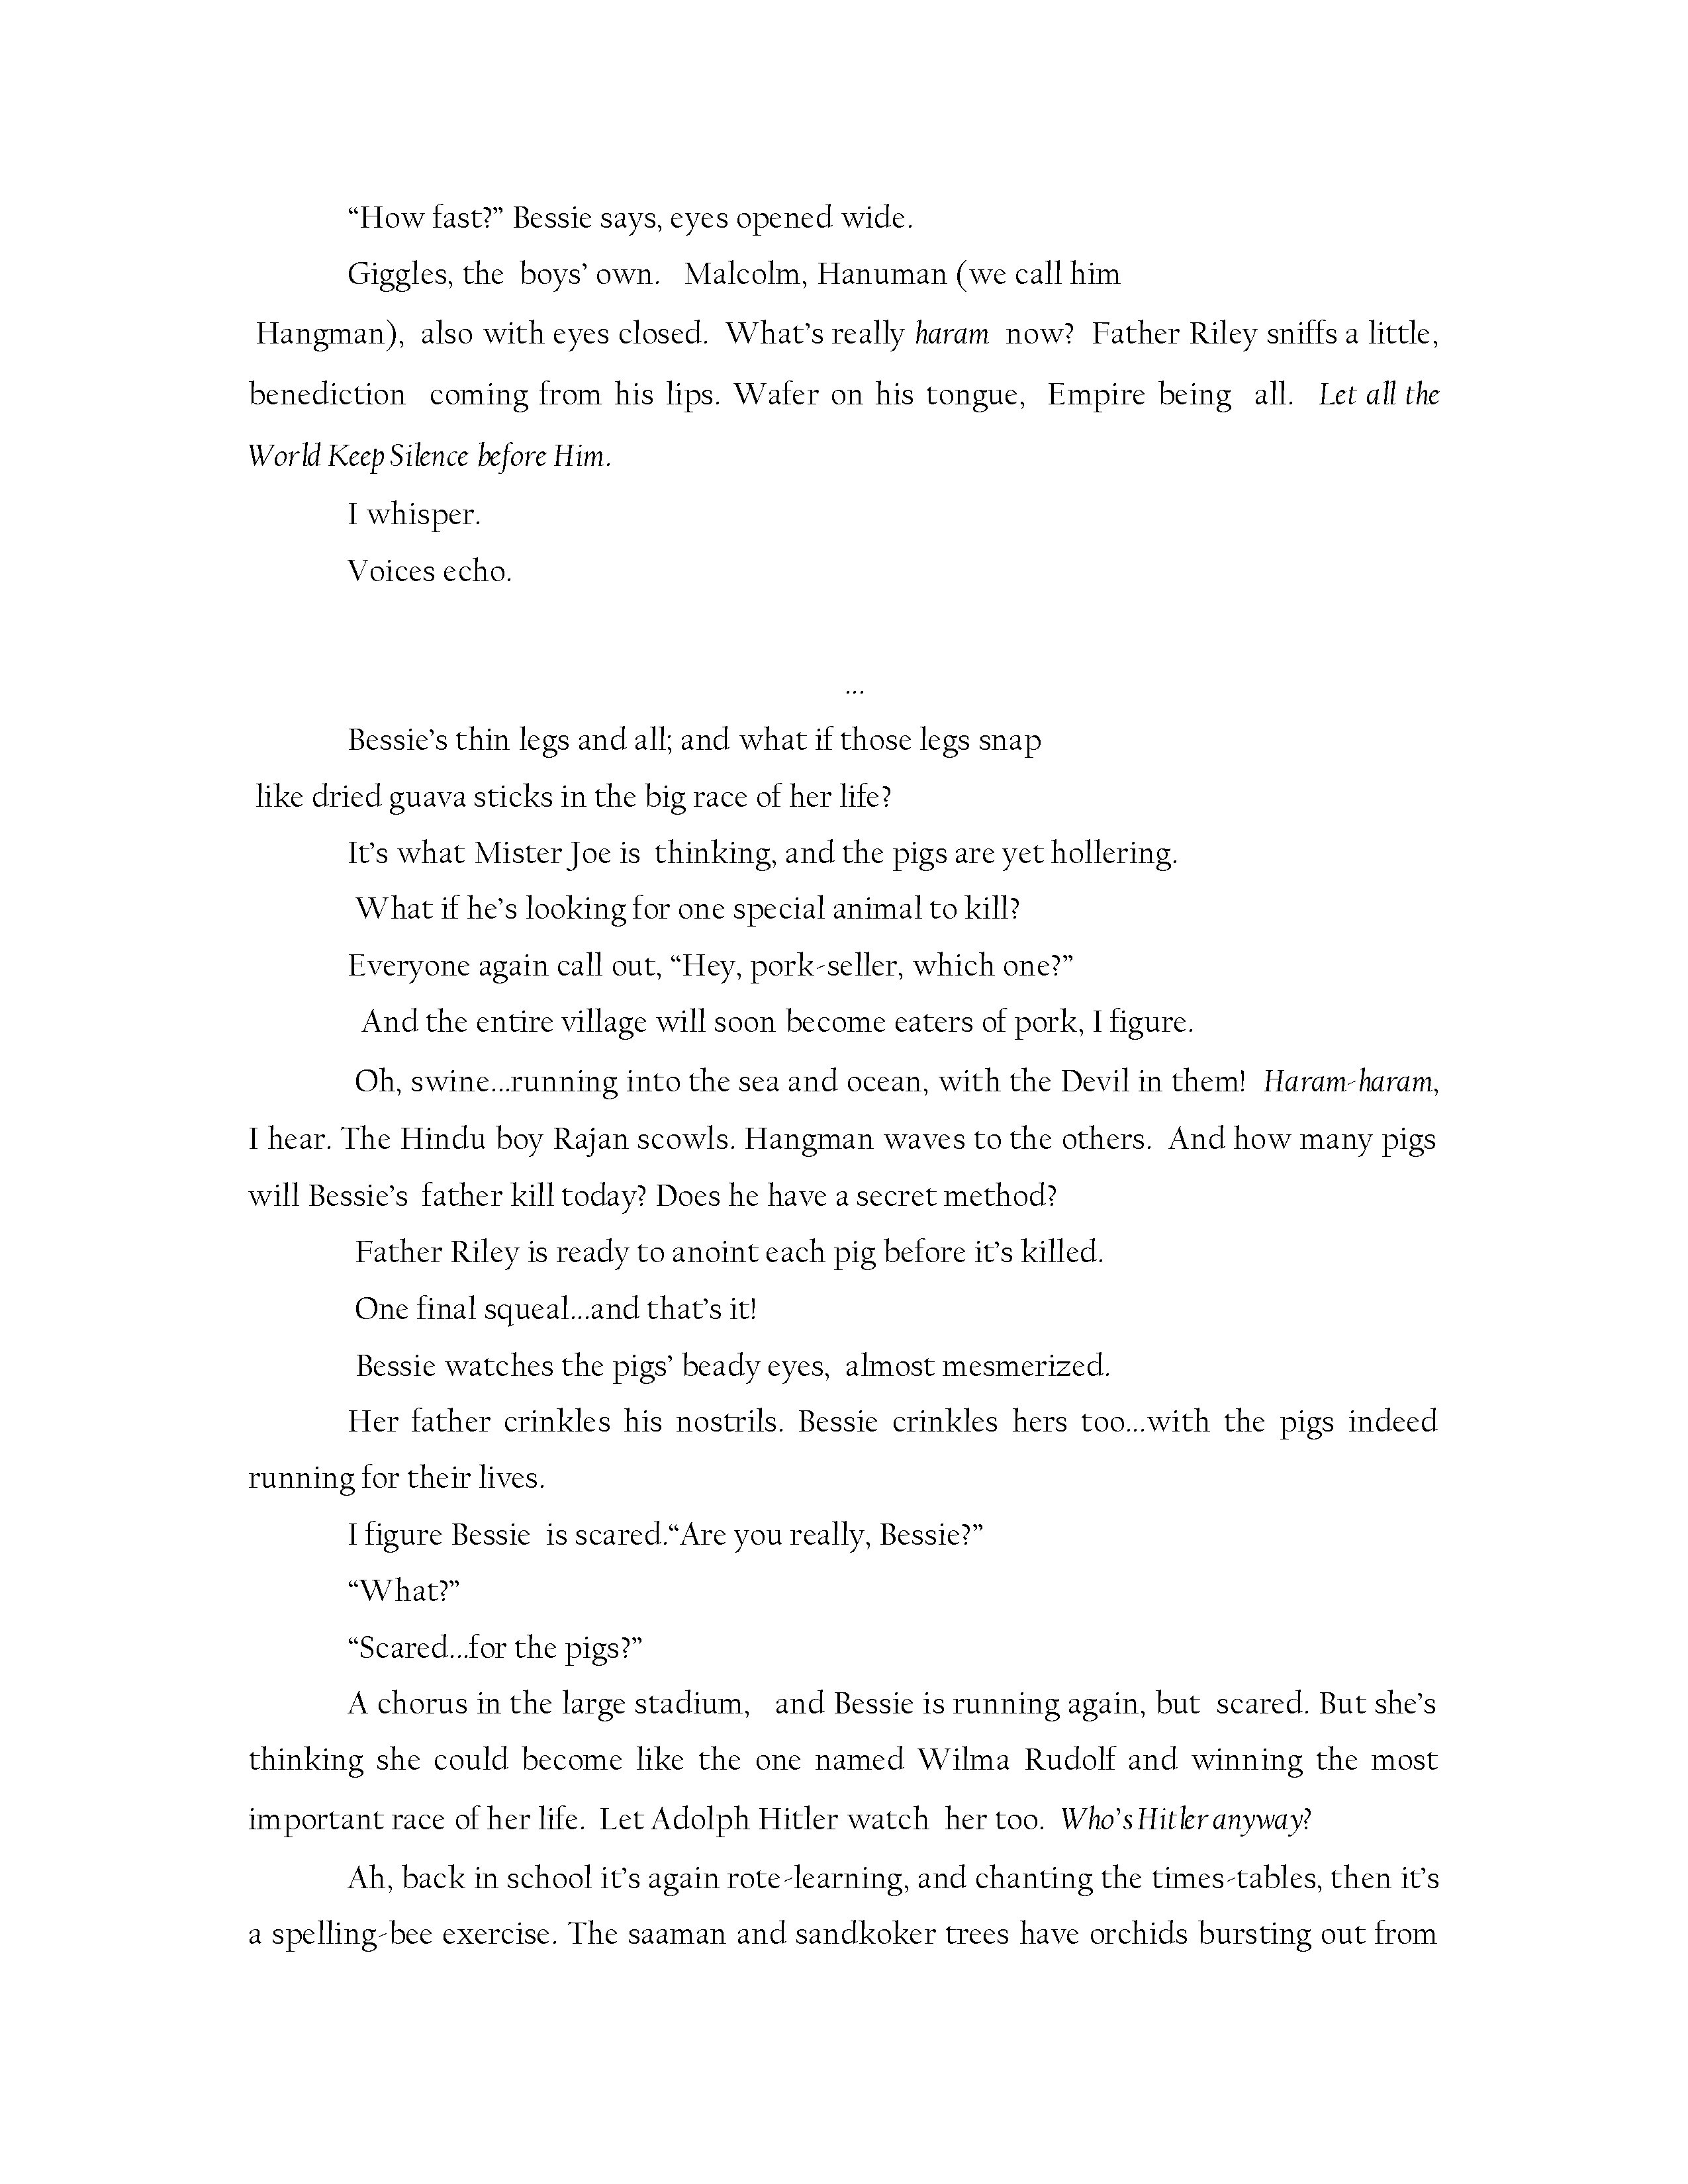 “How fast?” Bessie says, eyes opened wide.
Giggles, the boys’ own. Malcolm, Hanuman (we call him
Hangman), also with eyes closed. What’s really haram now? Father Riley sniffs a little,
benediction coming from his lips. Wafer on his tongue, Empire being all. Let all the
World Keep Silence before Him.
I whisper.
Voices echo.
...
Bessie’s thin legs and all; and what if those legs snap
like dried guava sticks in the big race of her life?
It’s what Mister Joe is thinking, and the pigs are yet hollering.
What if he’s looking for one special animal to kill?
Everyone again call out, “Hey, pork-seller, which one?”
And the entire village will soon become eaters of pork, I figure.
Oh, swine...running into the sea and ocean, with the Devil in them! Haram-haram,
I hear. The Hindu boy Rajan scowls. Hangman waves to the others. And how many pigs
will Bessie’s father kill today? Does he have a secret method?
Father Riley is ready to anoint each pig before it’s killed.
One final squeal...and that’s it!
Bessie watches the pigs’ beady eyes, almost mesmerized.
Her father crinkles his nostrils. Bessie crinkles hers too...with the pigs indeed
running for their lives.
I figure Bessie is scared.“Are you really, Bessie?”
“What?”
“Scared...for the pigs?”
A chorus in the large stadium, and Bessie is running again, but scared. But she’s
thinking she could become like the one named Wilma Rudolf and winning the most
important race of her life. Let Adolph Hitler watch her too. Who’s Hitler anyway?
Ah, back in school it’s again rote-learning, and chanting the times-tables, then it’s
a spelling-bee exercise. The saaman and sandkoker trees have orchids bursting out from